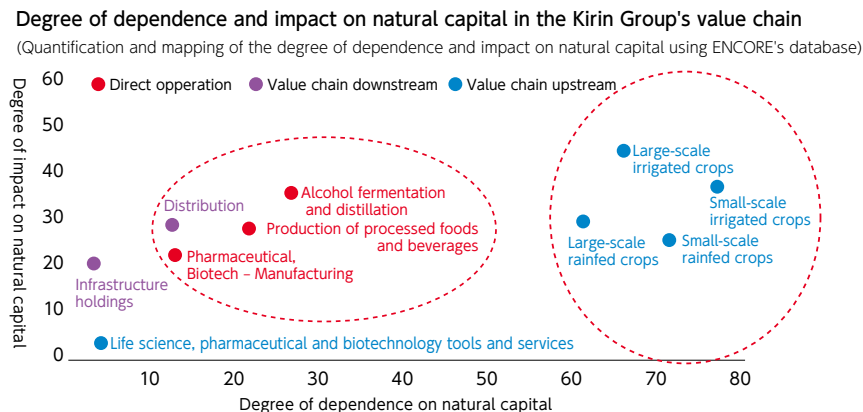 Degree of dependence and impact on natural capital in the Kirin Group's value chain
(Quantification and mapping of the degree of dependence and impact on natural capital using ENCORE's database)
Degree of impact on natural capital
60
50
40
30
20
10
0
Direct opperation
Value chain downstream
Value chain upstream
Large-scale
irrigated crops
Small-scale
irrigated crops
Large-scale
rainfed crops
Small-scale
rainfed crops
Alcohol fermentation
and distillation
Distribution
Production of processed foods
and beverages
Pharmaceutical,
Biotech – Manufacturing
Infrastructure
holdings
Life science, pharmaceutical and biotechnology tools and services
10
20
30
40
50
60
70
80
Degree of dependence on natural capital